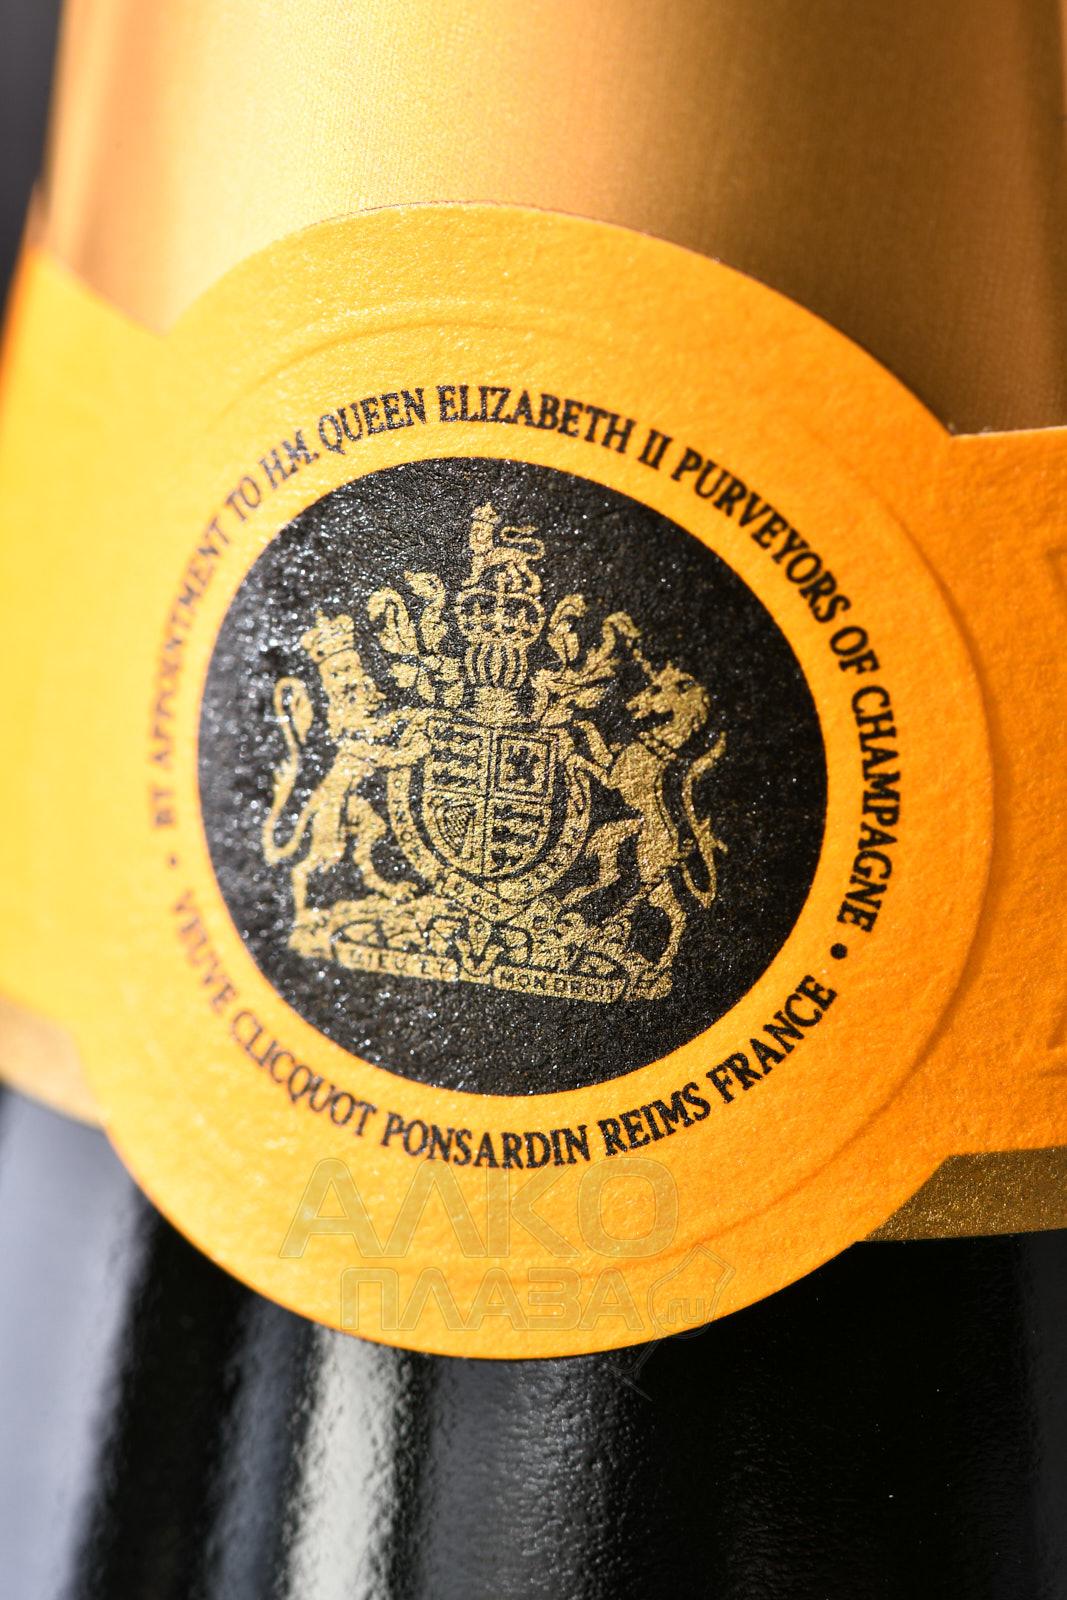 BY APPOINTMENT TO H.M. QUEEN ELIZABETH II PURVEYORS OF CHAMPAGNE •
VEUVE CLICQUOT PONSARDIN REIMS FRANCE •
DIEU ET MON DROIT
АЛКО
ПЛАЗА.ru